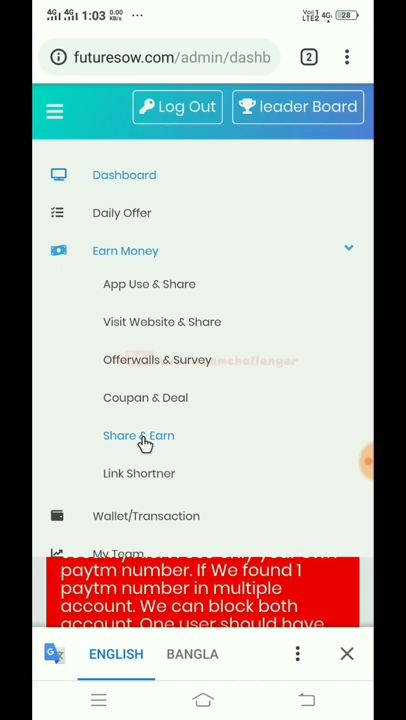 4G 4G 1:03 0.00 KB/S ...
Vo)) LTE2 4G 28
futuresow.com/admin/dashb
2
Log Out
leader Board
Dashboard
Daily Offer
Earn Money
App Use & Share
Visit Website & Share
Offerwalls & Survey
Coupan & Deal
Share & Earn
Link Shortner
Wallet/Transaction
My Team
paytm number. If We found 1
paytm number in multiple
account. We can block both
account. One user should have
ENGLISH
BANGLA